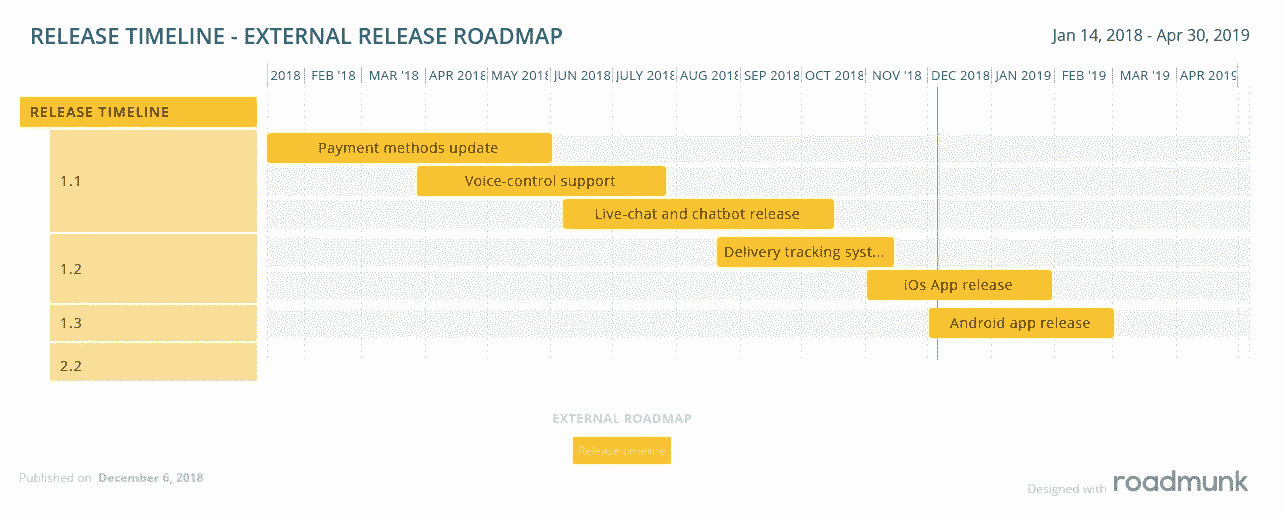 RELEASE TIMELINE - EXTERNAL RELEASE ROADMAP
Jan 14, 2018 - Apr 30, 2019
2018 FEB '18 MAR '18 APR 2018 MAY 2018 JUN 2018 JULY 2018 AUG 2018 SEP 2018 OCT 2018 NOV '18 DEC 2018 JAN 2019 FEB '19 MAR '19 APR 2019
RELEASE TIMELINE
1.1
Payment methods update
Voice-control support
Live-chat and chatbot release
1.2
Delivery tracking syst...
iOs App release
1.3
Android app release
2.2
EXTERNAL ROADMAP
Release timeline
Published on December 6, 2018
Designed with roadmunk